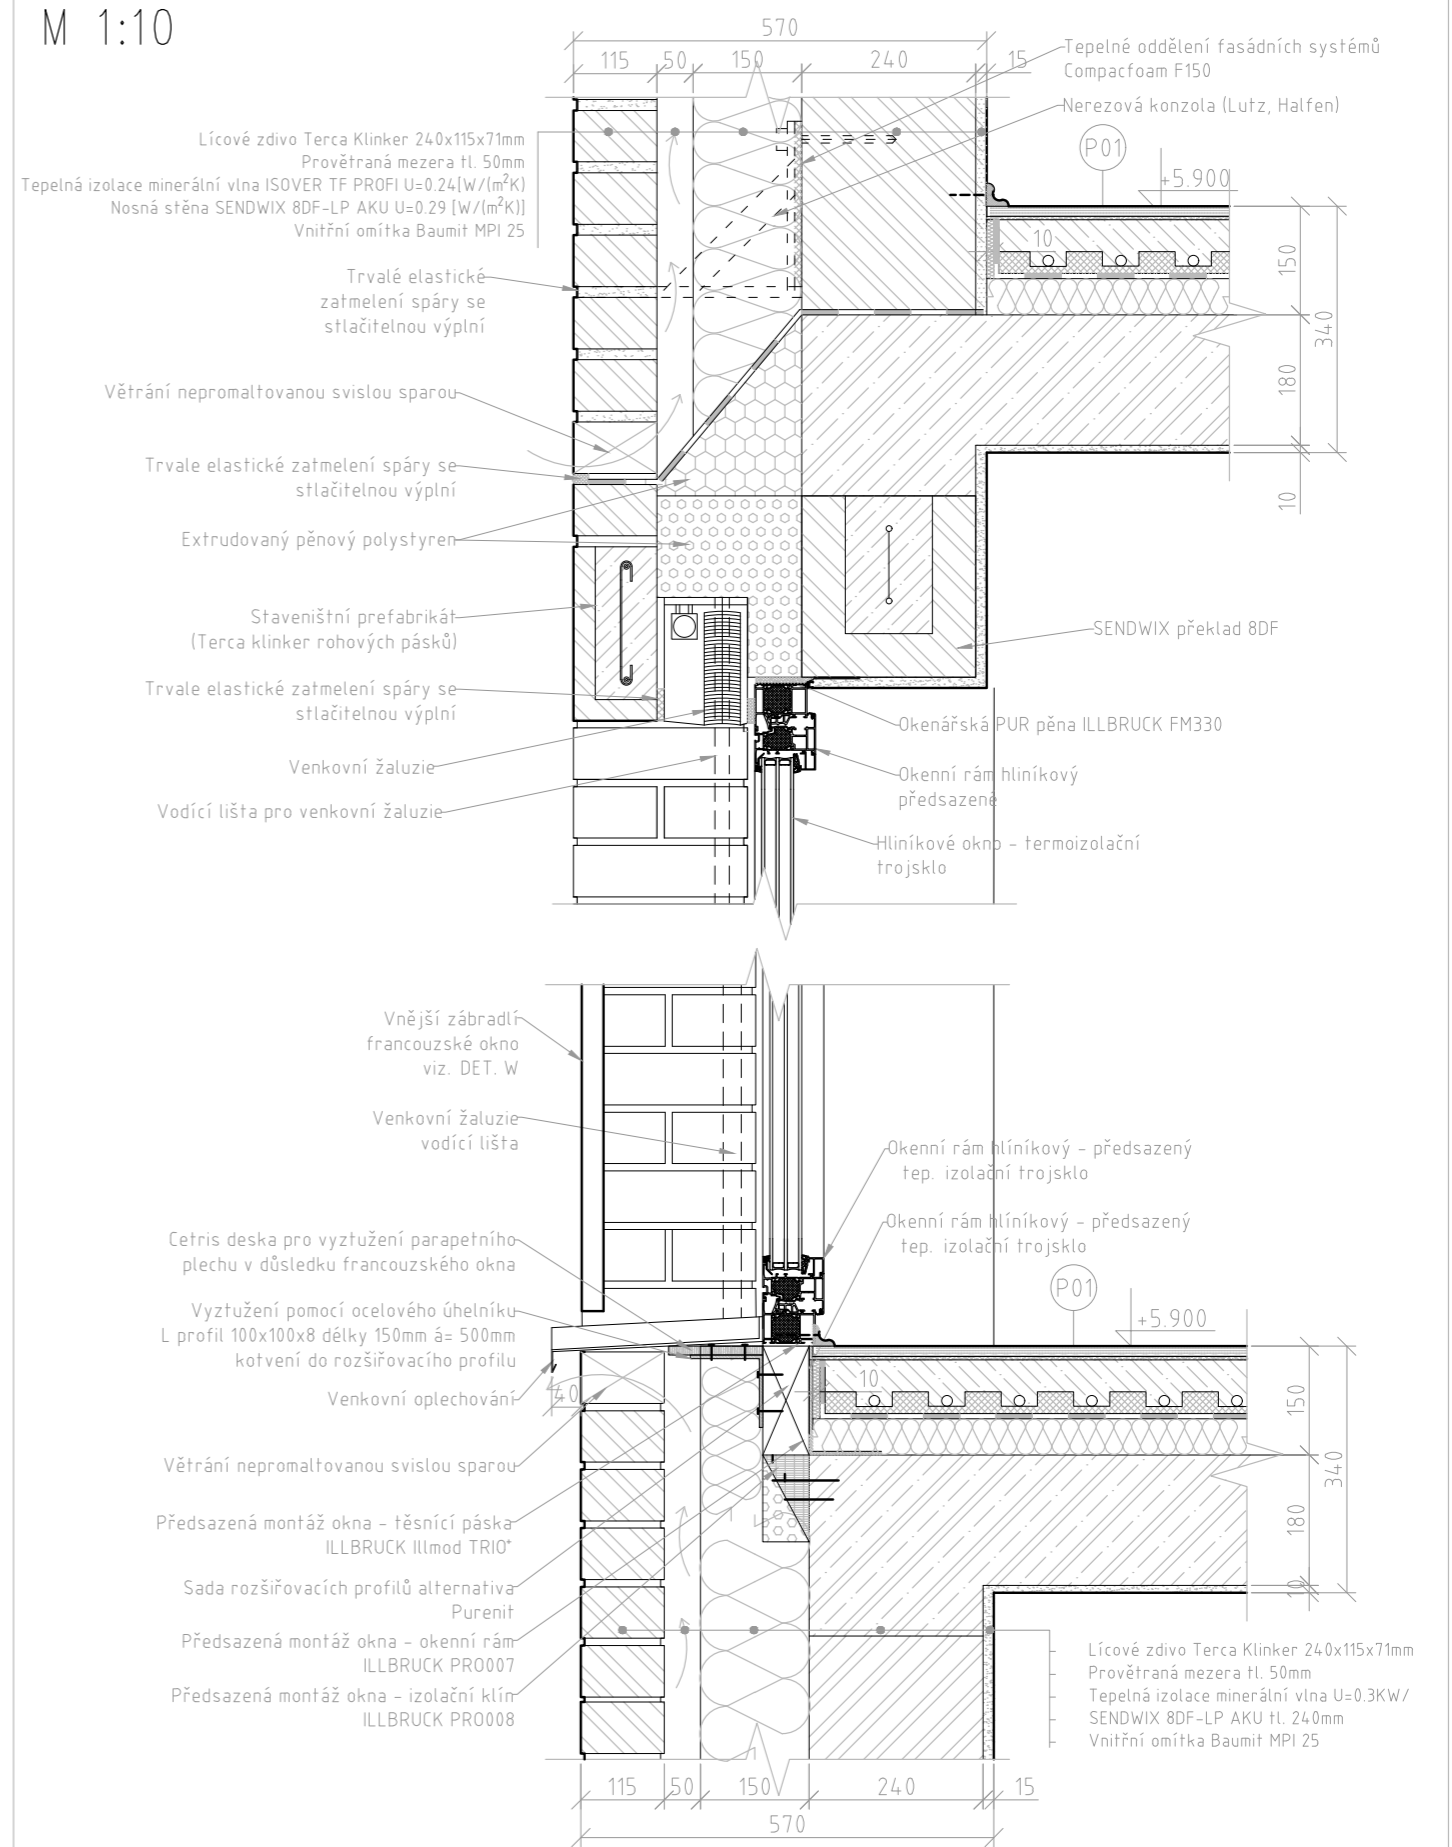 M 1:10
570
115
50
150
240
15
Tepelné oddělení fasádních systémů
Compacfoam F150
Nerezová konzola (Lutz, Halfen)
P01
+5.900
Lícové zdivo Terca Klinker 240x115x71mm
Provětraná mezera tl. 50mm
Tepelná izolace minerální vlna ISOVER TF PROFI U=0.24[W/(m²K)
Nosná stěna SENDWIX 8DF-LP AKU U=0.29 [W/(m²K)]
Vnitřní omítka Baumit MPI 25
10
150
340
180
10
Trvalé elastické
zatmelení spáry se
stlačitelnou výplní
Větrání nepromaltovanou svislou sparou
Trvale elastické zatmelení spáry se
stlačitelnou výplní
Extrudovaný pěnový polystyren
Staveništní prefabrikát
(Terca klinker rohových pásků)
SENDWIX překlad 8DF
Trvale elastické zatmelení spáry se
stlačitelnou výplní
Okenářská PUR pěna ILLBRUCK FM330
Venkovní žaluzie
Okenní rám hliníkový
předsazené
Vodící lišta pro venkovní žaluzie
Hliníkové okno - termoizolační
trojsklo
Vnější zábradlí
francouzské okno
viz. DET. W
Venkovní žaluzie
vodící lišta
Okenní rám hlíníkový - předsazený
tep. izolační trojsklo
Okenní rám hlíníkový - předsazený
tep. izolační trojsklo
Cetris deska pro vyztužení parapetního
plechu v důsledku francouzského okna
P01
+5.900
Vyztužení pomocí ocelového úhelníku
L profil 100x100x8 délky 150mm á= 500mm
kotvení do rozšiřovacího profilu
Venkovní oplechování
40
10
150
340
180
10
Větrání nepromaltovanou svislou sparou
Předsazená montáž okna - těsnící páska
ILLBRUCK Illmod TRIO⁺
Sada rozšiřovacích profilů alternativa
Purenit
Předsazená montáž okna - okenní rám
ILLBRUCK PRO007
Předsazená montáž okna - izolační klín
ILLBRUCK PRO008
Lícové zdivo Terca Klinker 240x115x71mm
Provětraná mezera tl. 50mm
Tepelná izolace minerální vlna U=0.3KW/
SENDWIX 8DF-LP AKU tl. 240mm
Vnitřní omítka Baumit MPI 25
115
50
150
240
15
570